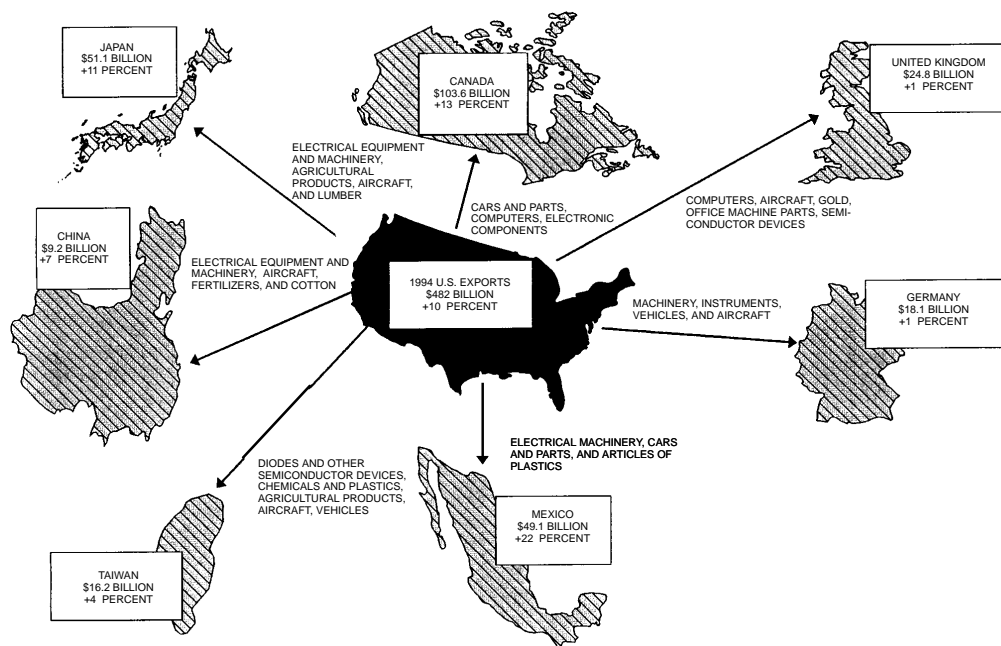 JAPAN
$51.1 BILLION
+11 PERCENT
CANADA
$103.6 BILLION
+13 PERCENT
UNITED KINGDOM
$24.8 BILLION
+1 PERCENT
ELECTRICAL EQUIPMENT
AND MACHINERY,
AGRICULTURAL
PRODUCTS, AIRCRAFT,
AND LUMBER
CARS AND PARTS,
COMPUTERS, ELECTRONIC
COMPONENTS
COMPUTERS, AIRCRAFT, GOLD,
OFFICE MACHINE PARTS, SEMI-
CONDUCTOR DEVICES
CHINA
$9.2 BILLION
+7 PERCENT
ELECTRICAL EQUIPMENT AND
MACHINERY, AIRCRAFT,
FERTILIZERS, AND COTTON
1994 U.S. EXPORTS
$482 BILLION
+10 PERCENT
MACHINERY, INSTRUMENTS,
VEHICLES, AND AIRCRAFT
GERMANY
$18.1 BILLION
+1 PERCENT
ELECTRICAL MACHINERY, CARS
AND PARTS, AND ARTICLES OF
PLASTICS
DIODES AND OTHER
SEMICONDUCTOR DEVICES,
CHEMICALS AND PLASTICS,
AGRICULTURAL PRODUCTS,
AIRCRAFT, VEHICLES
MEXICO
$49.1 BILLION
+22 PERCENT
TAIWAN
$16.2 BILLION
+4 PERCENT